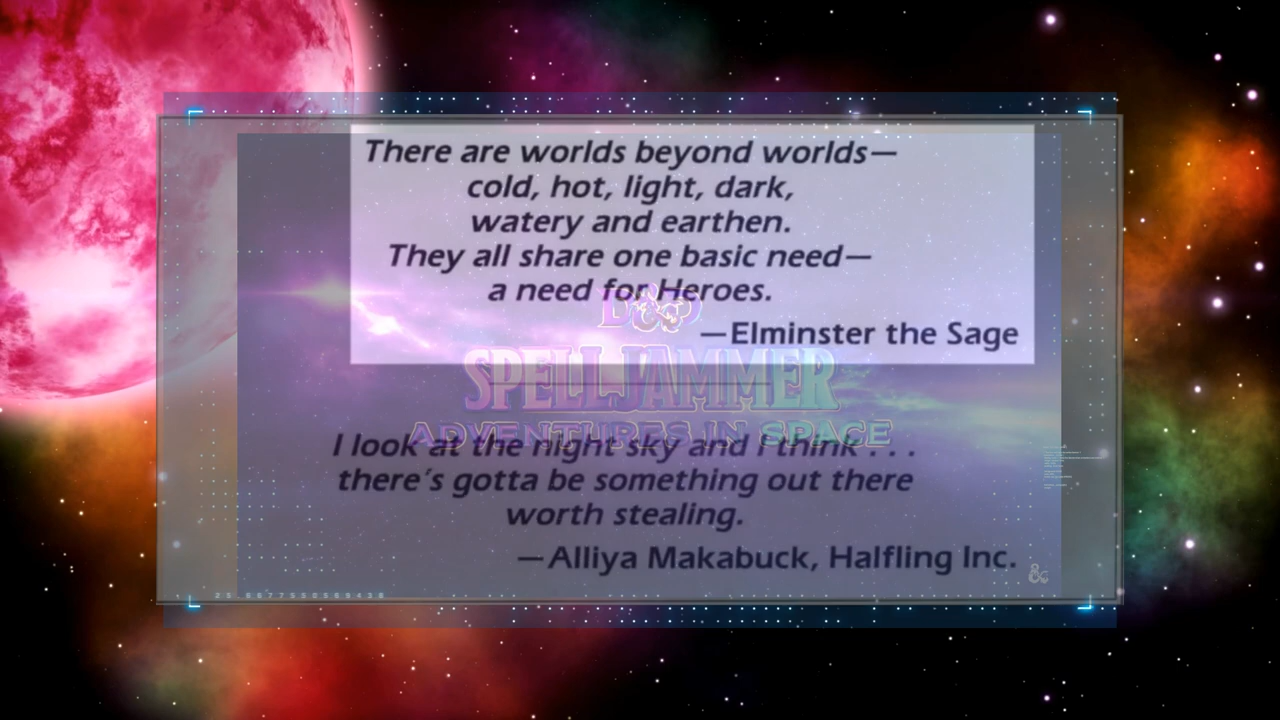 There are worlds beyond worlds—
cold, hot, light, dark,
watery and earthen.
They all share one basic need—
a need for Heroes.
—Elminster the Sage
D&D
SPELLJAMMER
ADVENTURES IN SPACE
I look at the night sky and I think . . .
there's gotta be something out there
worth stealing.
—Alliya Makabuck, Halfling Inc.